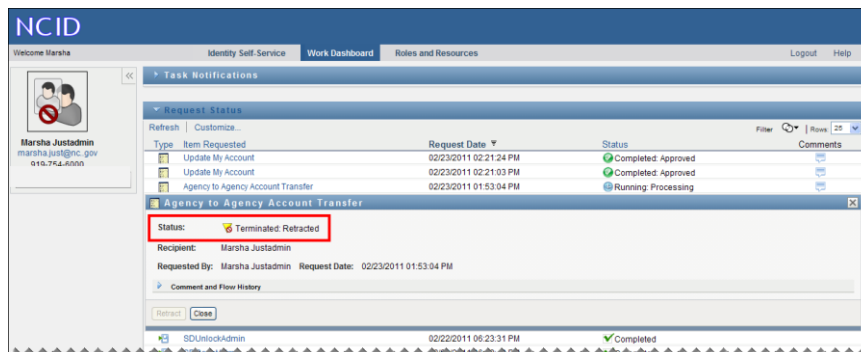 NCID
Welcome Marsha Identity Self-Service Work Dashboard Roles and Resources Logout Help
Task Notifications
Request Status
Refresh | Customize... Filter | Rows: 25
Type Item Requested Request Date Status Comments
Update My Account 02/23/2011 02:21:24 PM Completed: Approved
Update My Account 02/23/2011 02:21:03 PM Completed: Approved
Agency to Agency Account Transfer 02/23/2011 01:53:04 PM Running: Processing
Marsha Justadmin
marsha.just@nc.gov
919-754-6000
Agency to Agency Account Transfer
Status: Terminated: Retracted
Recipient: Marsha Justadmin
Requested By: Marsha Justadmin Request Date: 02/23/2011 01:53:04 PM
Comment and Flow History
Retract Close
SDUnlockAdmin 02/22/2011 06:23:31 PM Completed